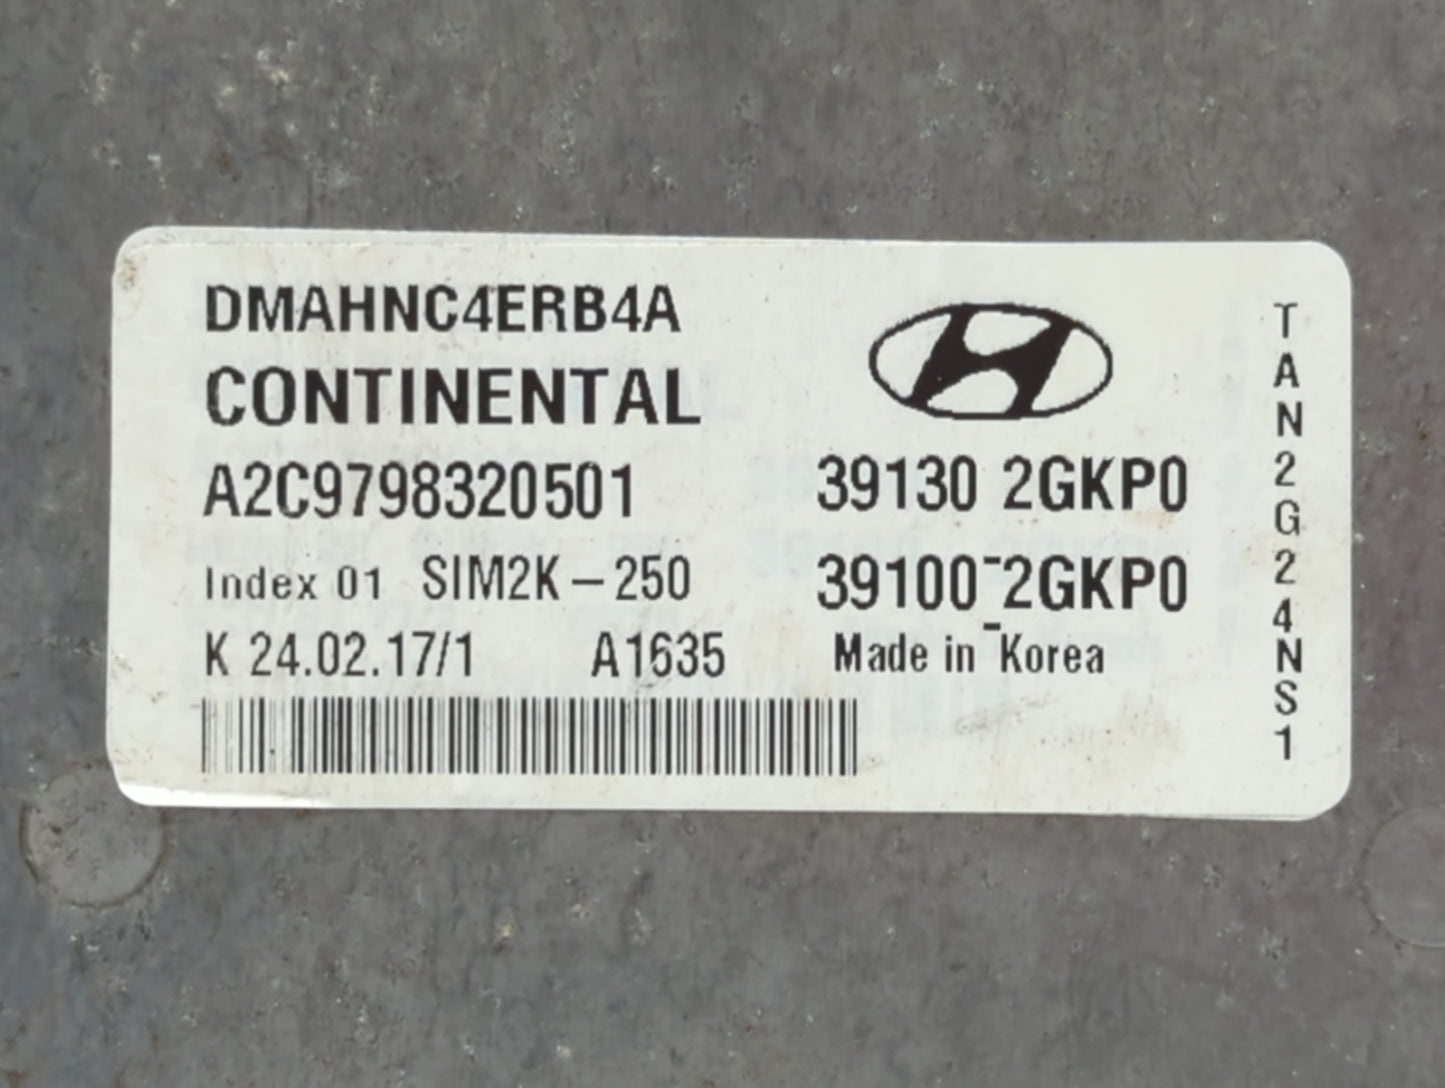 DMAHNC4ERB4A
CONTINENTAL
A2C9798320501
Index 01 SIM2K-250
K 24.02.17/1 A1635
39130 2GKP0
39100-2GKP0
Made in Korea
TAN2G24NS1